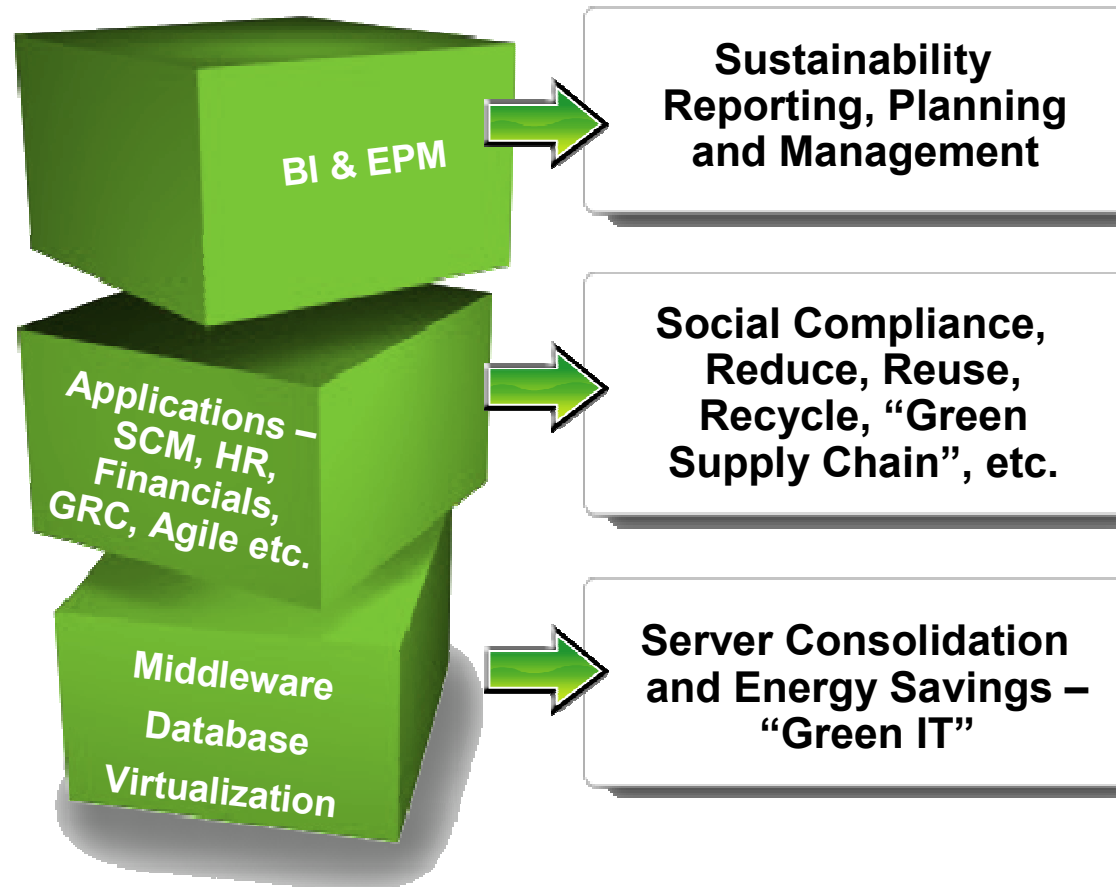 BI & EPM
Sustainability
Reporting, Planning
and Management
Applications –
SCM, HR,
Financials,
GRC, Agile etc.
Social Compliance,
Reduce, Reuse,
Recycle, “Green
Supply Chain”, etc.
Middleware
Database
Virtualization
Server Consolidation
and Energy Savings –
“Green IT”